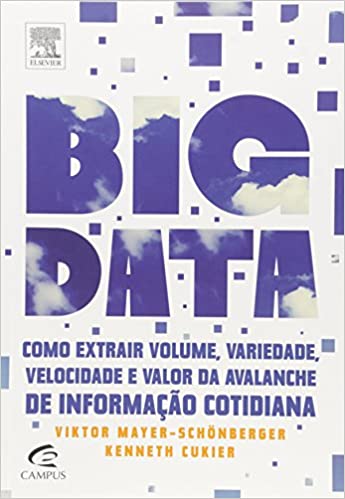 ELSEVIER
BIG
DATA
COMO EXTRAIR VOLUME, VARIEDADE,
VELOCIDADE E VALOR DA AVALANCHE
DE INFORMAÇÃO COTIDIANA
VIKTOR MAYER-SCHÖNBERGER
KENNETH CUKIER
CAMPUS